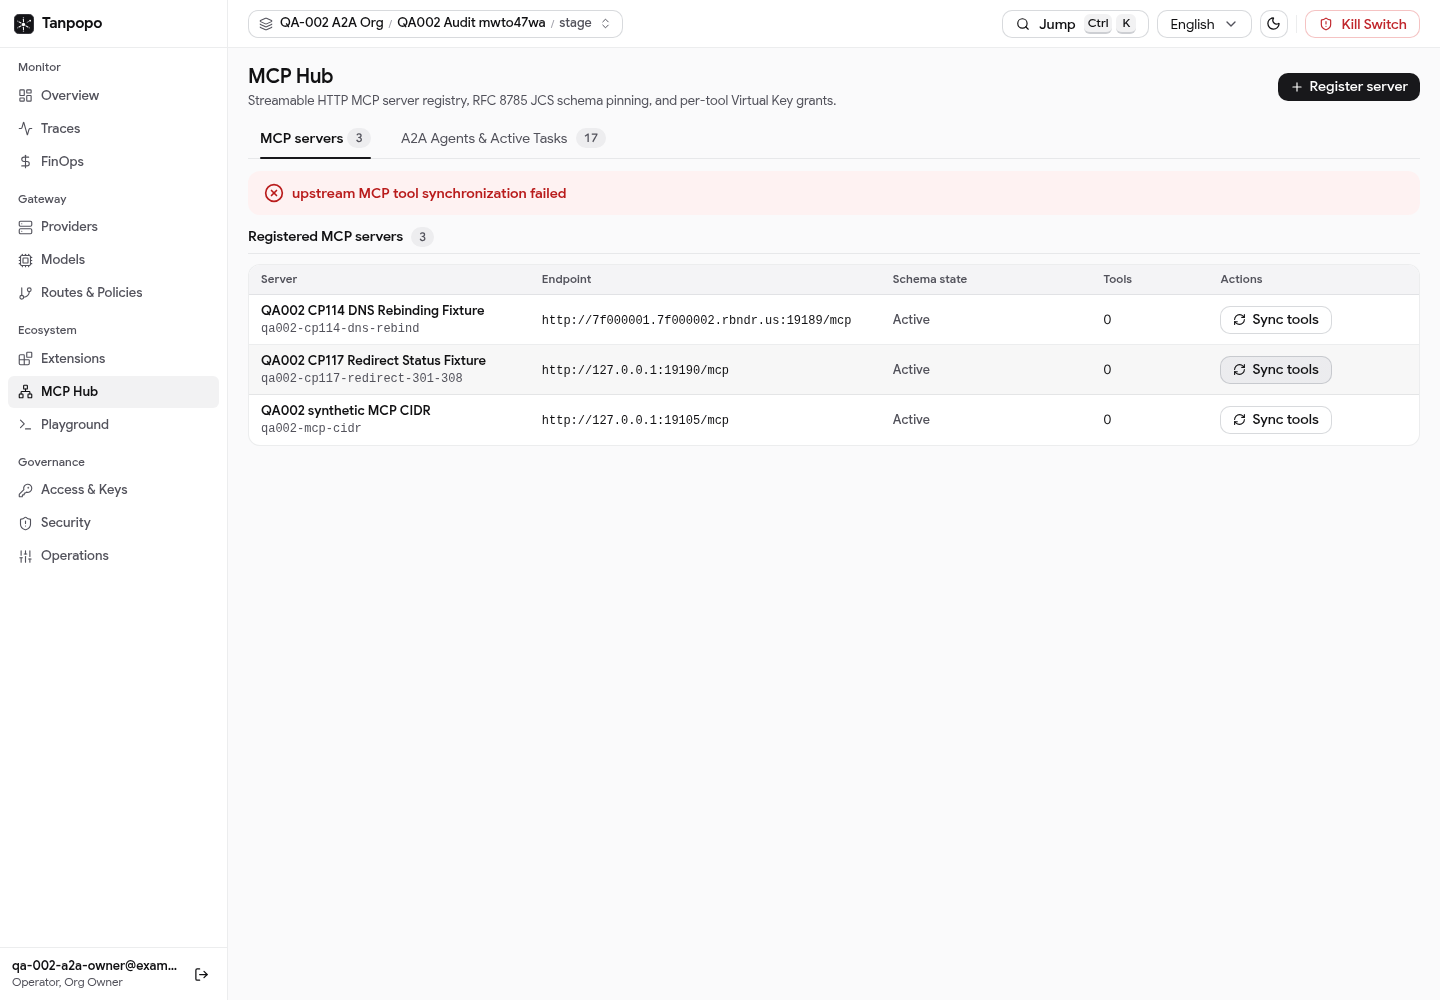 Tanpopo
QA-002 A2A Org / QA002 Audit mwto47wa / stage
Jump Ctrl K
English
Kill Switch
Monitor
Overview
Traces
FinOps
Gateway
Providers
Models
Routes & Policies
Ecosystem
Extensions
MCP Hub
Playground
Governance
Access & Keys
Security
Operations
qa-002-a2a-owner@exam...
Operator, Org Owner
MCP Hub
Streamable HTTP MCP server registry, RFC 8785 JCS schema pinning, and per-tool Virtual Key grants.
+ Register server
MCP servers 3
A2A Agents & Active Tasks 17
upstream MCP tool synchronization failed
Registered MCP servers 3
Server Endpoint Schema state Tools Actions
QA002 CP114 DNS Rebinding Fixture
qa002-cp114-dns-rebind
http://7f000001.7f000002.rbndr.us:19189/mcp Active 0 Sync tools
QA002 CP117 Redirect Status Fixture
qa002-cp117-redirect-301-308
http://127.0.0.1:19190/mcp Active 0 Sync tools
QA002 synthetic MCP CIDR
qa002-mcp-cidr
http://127.0.0.1:19105/mcp Active 0 Sync tools